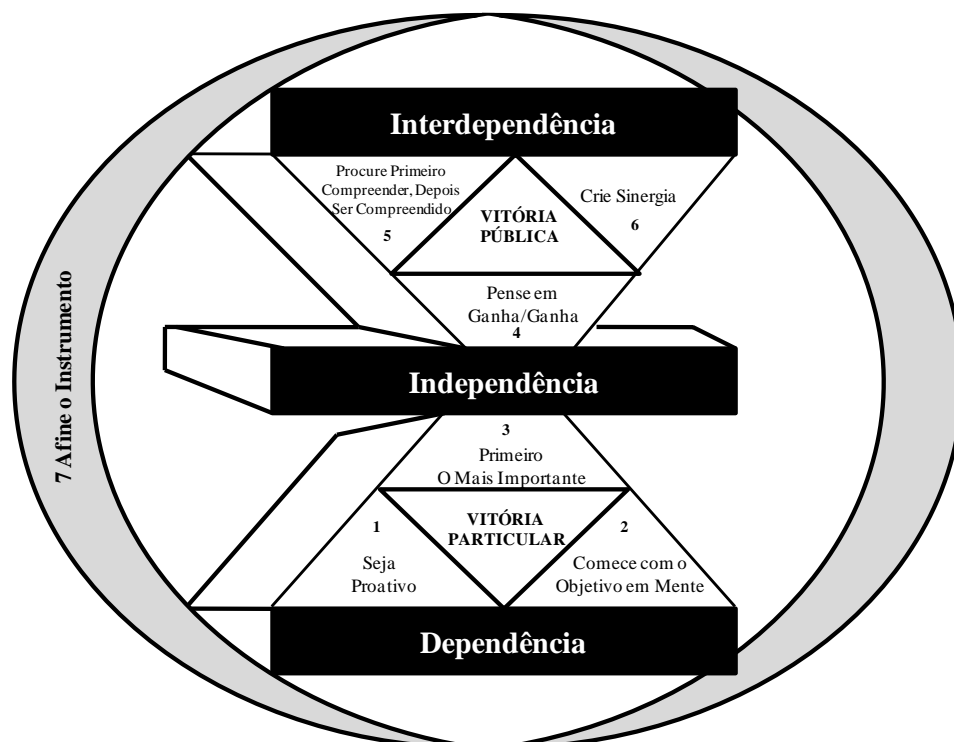 Interdependência
Procure Primeiro
Compreender, Depois
Ser Compreendido
5
VITÓRIA
PÚBLICA
Crie Sinergia
6
Pense em
Ganha/Ganha
4
Independência
3
Primeiro
O Mais Importante
1
Seja
Proativo
VITÓRIA
PARTICULAR
2
Comece com o
Objetivo em Mente
Dependência
7 Afine o Instrumento